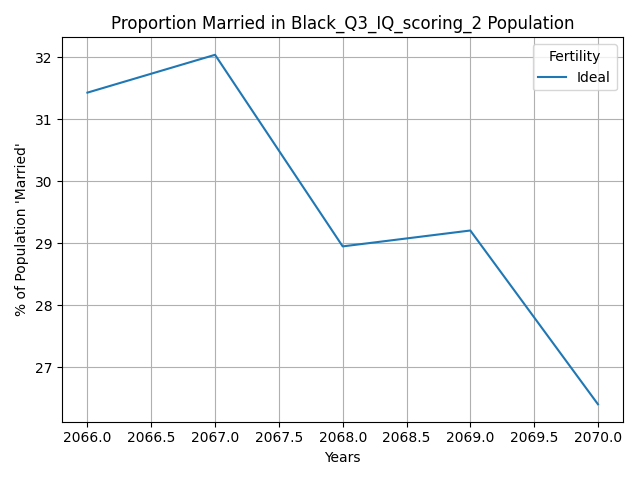 Proportion Married in Black_Q3_IQ_scoring_2 Population
Fertility
Ideal
% of Population 'Married'
32
31
30
29
28
27
2066.0 2066.5 2067.0 2067.5 2068.0 2068.5 2069.0 2069.5 2070.0
Years